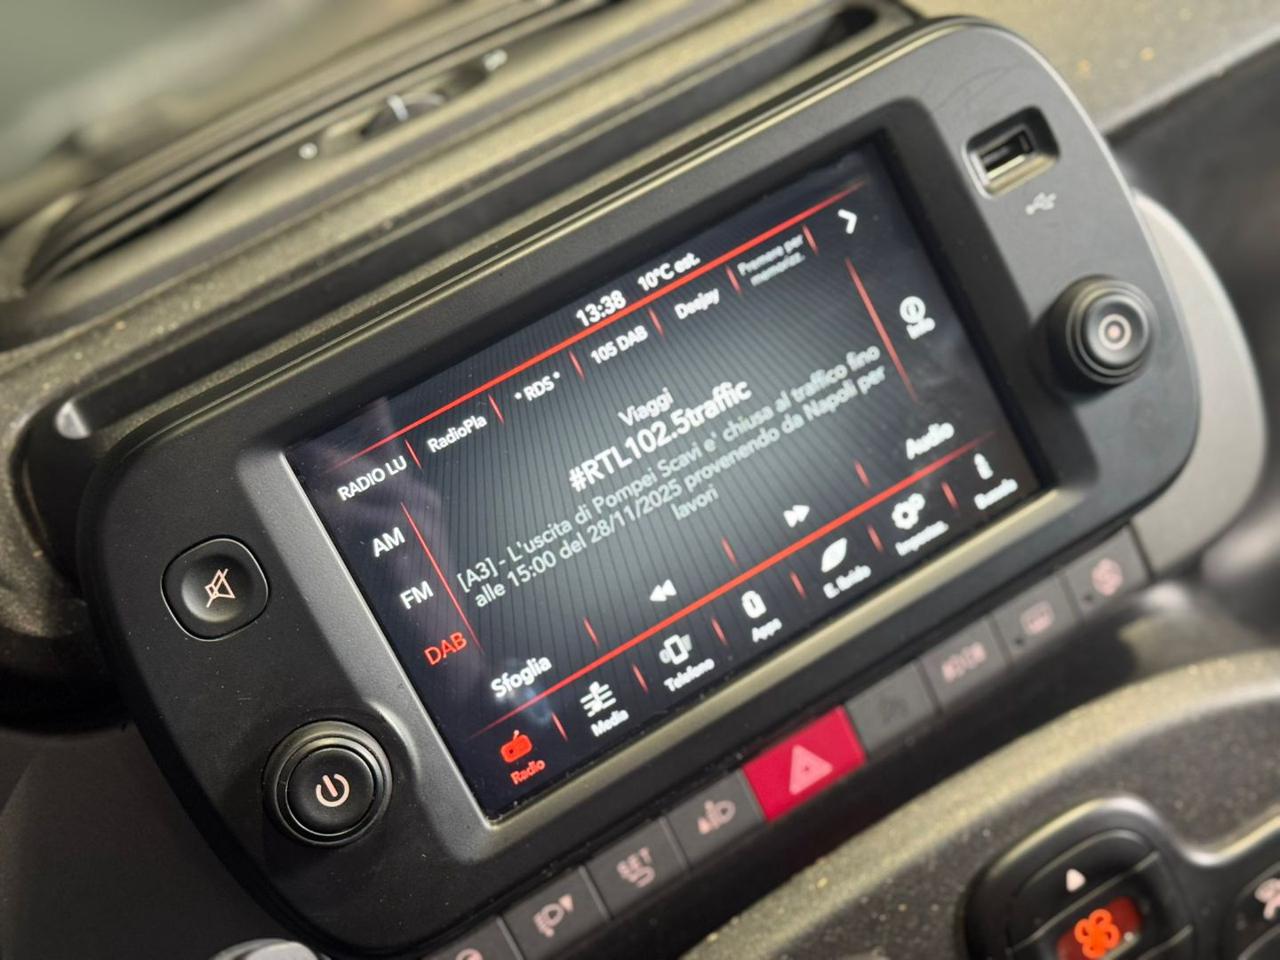 13:38 10°C est.
RADIO LU
RadioPla
• RDS •
105 DAB
Deejay
Premere per
memorizz.
AM
FM
DAB
Viaggi
#RTL102.5traffic
[A3] - L'uscita di Pompei Scavi e' chiusa al traffico fino
alle 15:00 del 28/11/2025 provenendo da Napoli per
lavori
Info
Sfoglia
Audio
Radio
Media
Telefono
Apps
SET